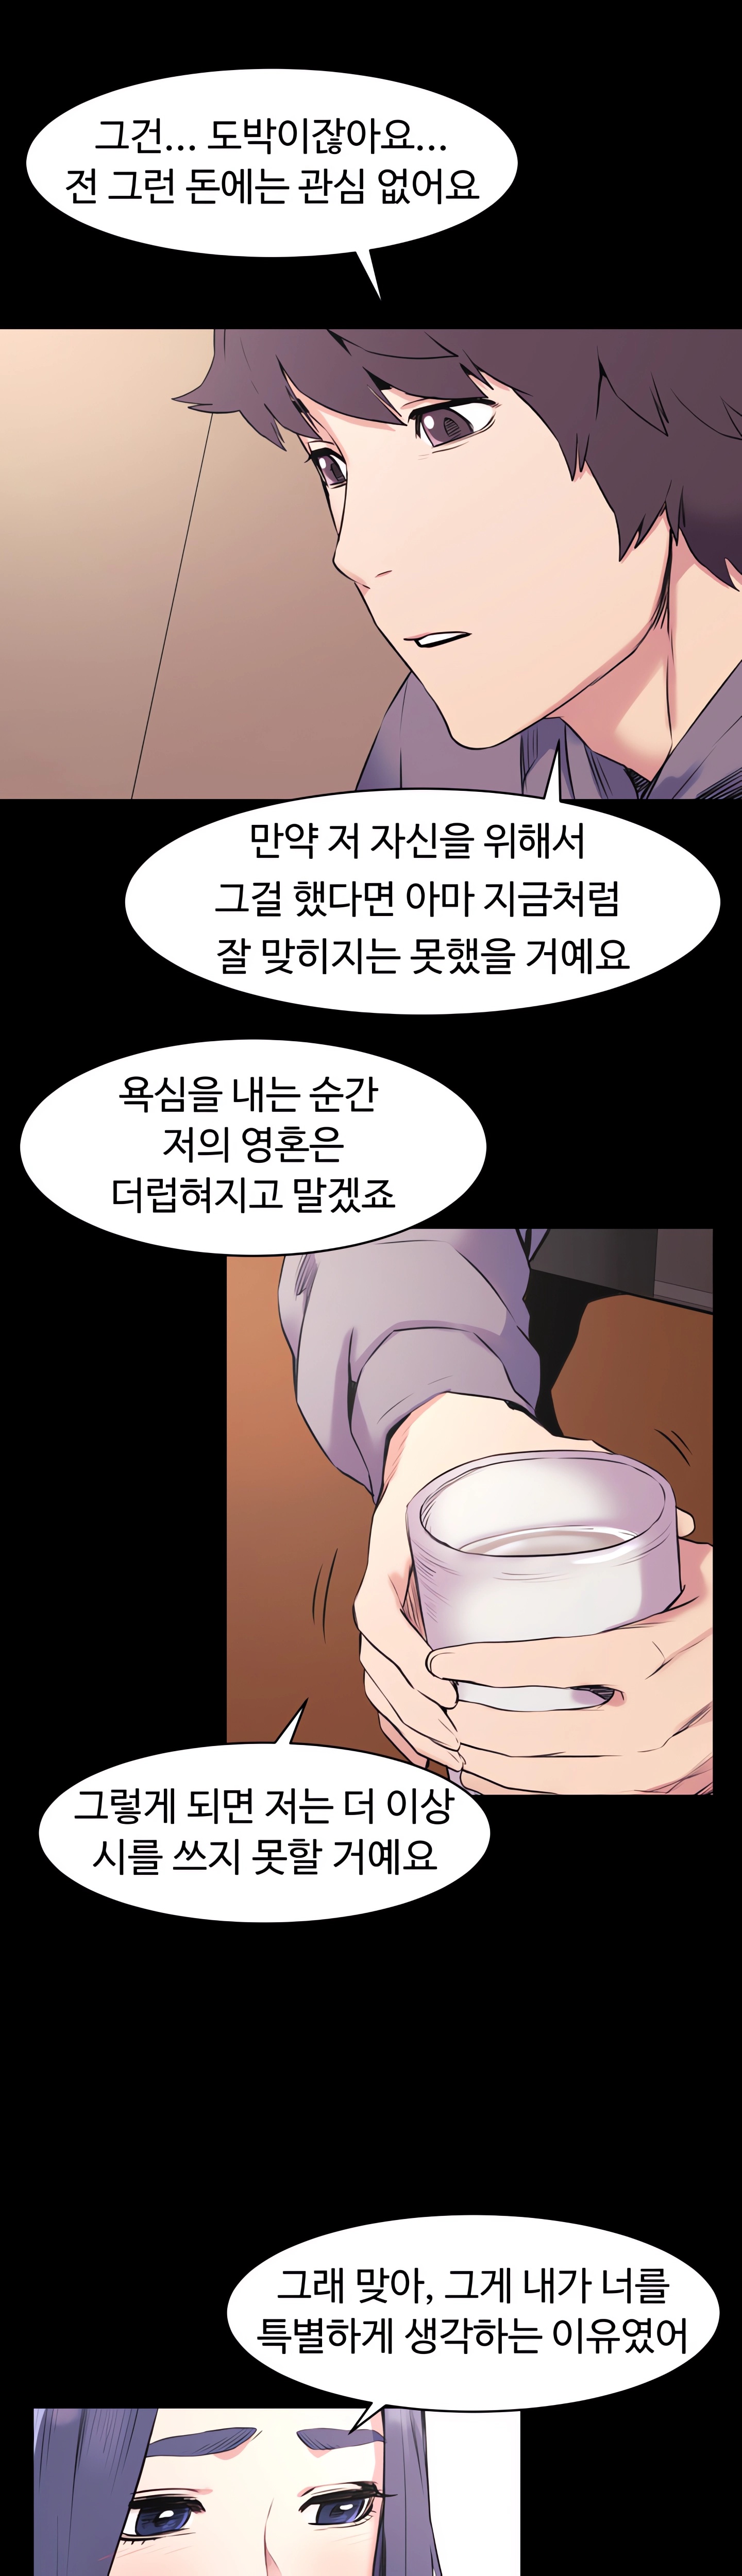 그건... 도박이잖아요...
전 그런 돈에는 관심 없어요
만약 저 자신을 위해서
그걸 했다면 아마 지금처럼
잘 맞히지는 못했을 거예요
욕심을 내는 순간
저의 영혼은
더럽혀지고 말겠죠
그렇게 되면 저는 더 이상
시를 쓰지 못할 거예요
그래 맞아, 그게 내가 너를
특별하게 생각하는 이유였어